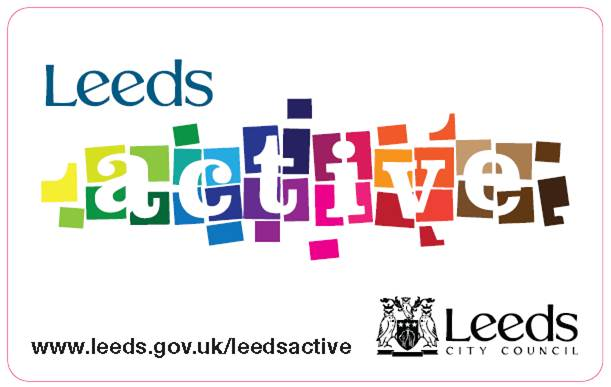 Leeds
active
www.leeds.gov.uk/leedsactive
Leeds
CITY COUNCIL